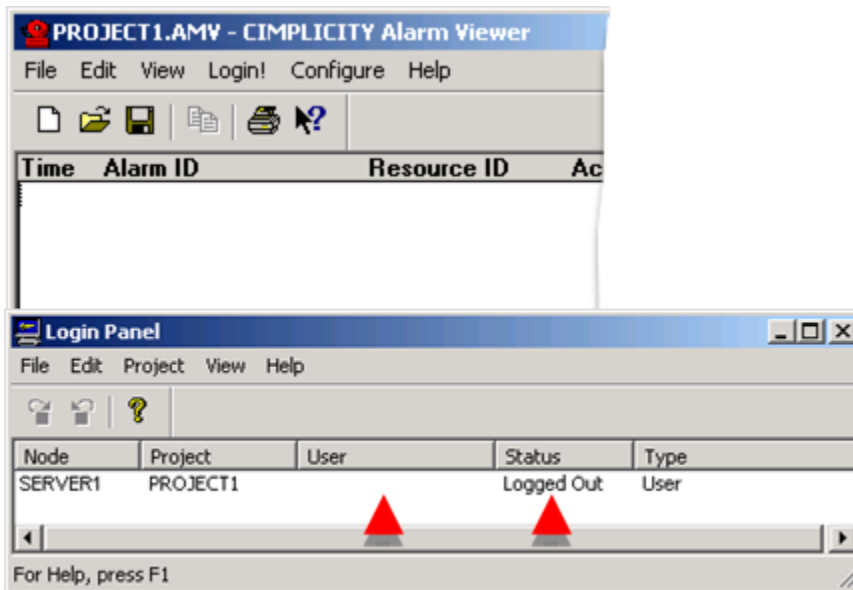 PROJECT1.AMV - CIMPLICITY Alarm Viewer
File Edit View Login! Configure Help
Time Alarm ID Resource ID Ac
Login Panel
File Edit Project View Help
Node Project User Status Type
SERVER1 PROJECT1 Logged Out User
For Help, press F1